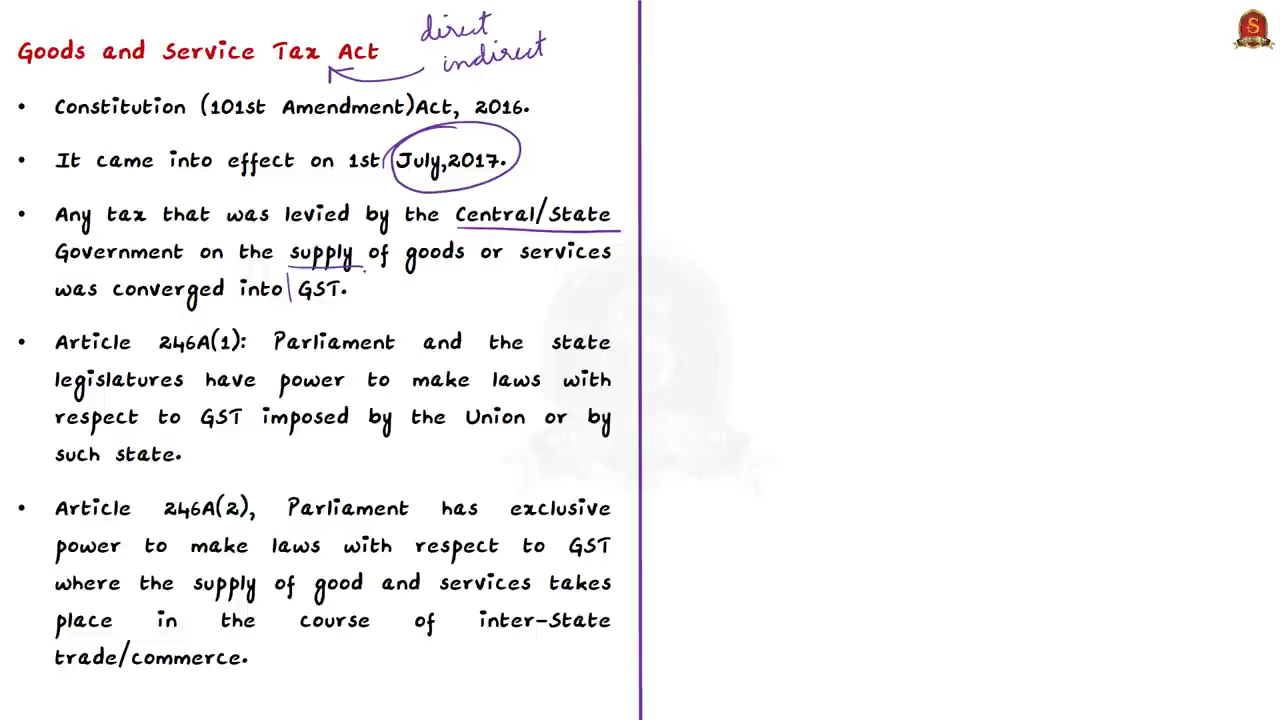 direct
Goods and Service Tax Act
indirect
• Constitution (101st Amendment)Act, 2016.
• It came into effect on 1st July,2017.
• Any tax that was levied by the Central/State
Government on the supply of goods or services
was converged into GST.
• Article 246A(1): Parliament and the state
legislatures have power to make laws with
respect to GST imposed by the Union or by
such state.
• Article 246A(2), Parliament has exclusive
power to make laws with respect to GST
where the supply of good and services takes
place in the course of inter-State
trade/commerce.